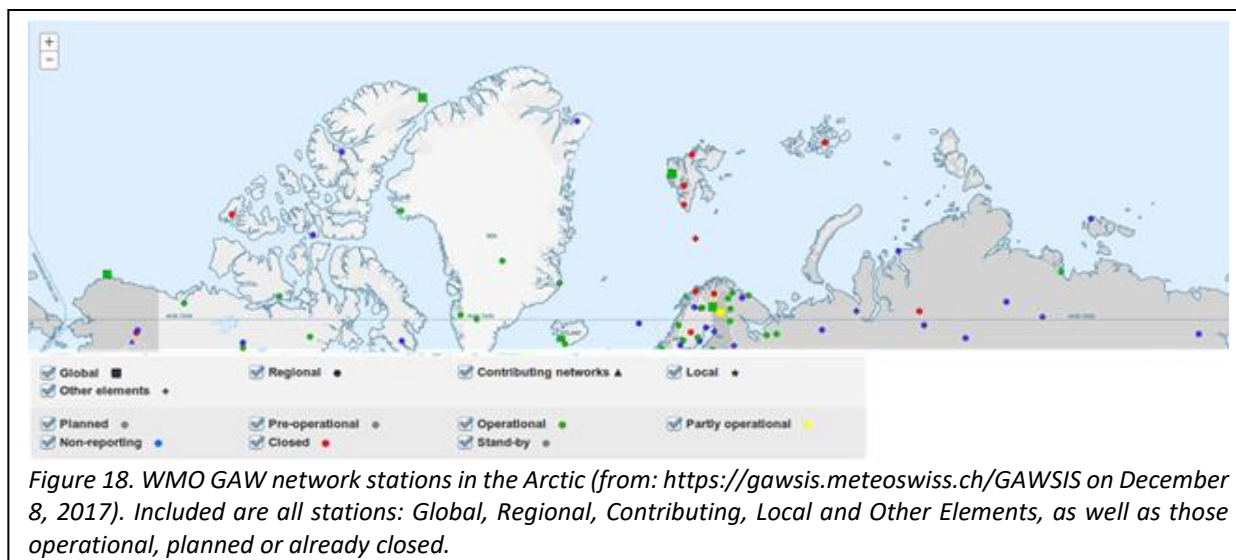 +
−
Global
Regional
Contributing networks
Local
Other elements
Planned
Pre-operational
Operational
Partly operational
Non-reporting
Closed
Stand-by
Figure 18. WMO GAW network stations in the Arctic (from: https://gawsis.meteoswiss.ch/GAWSIS on December
8, 2017). Included are all stations: Global, Regional, Contributing, Local and Other Elements, as well as those
operational, planned or already closed.